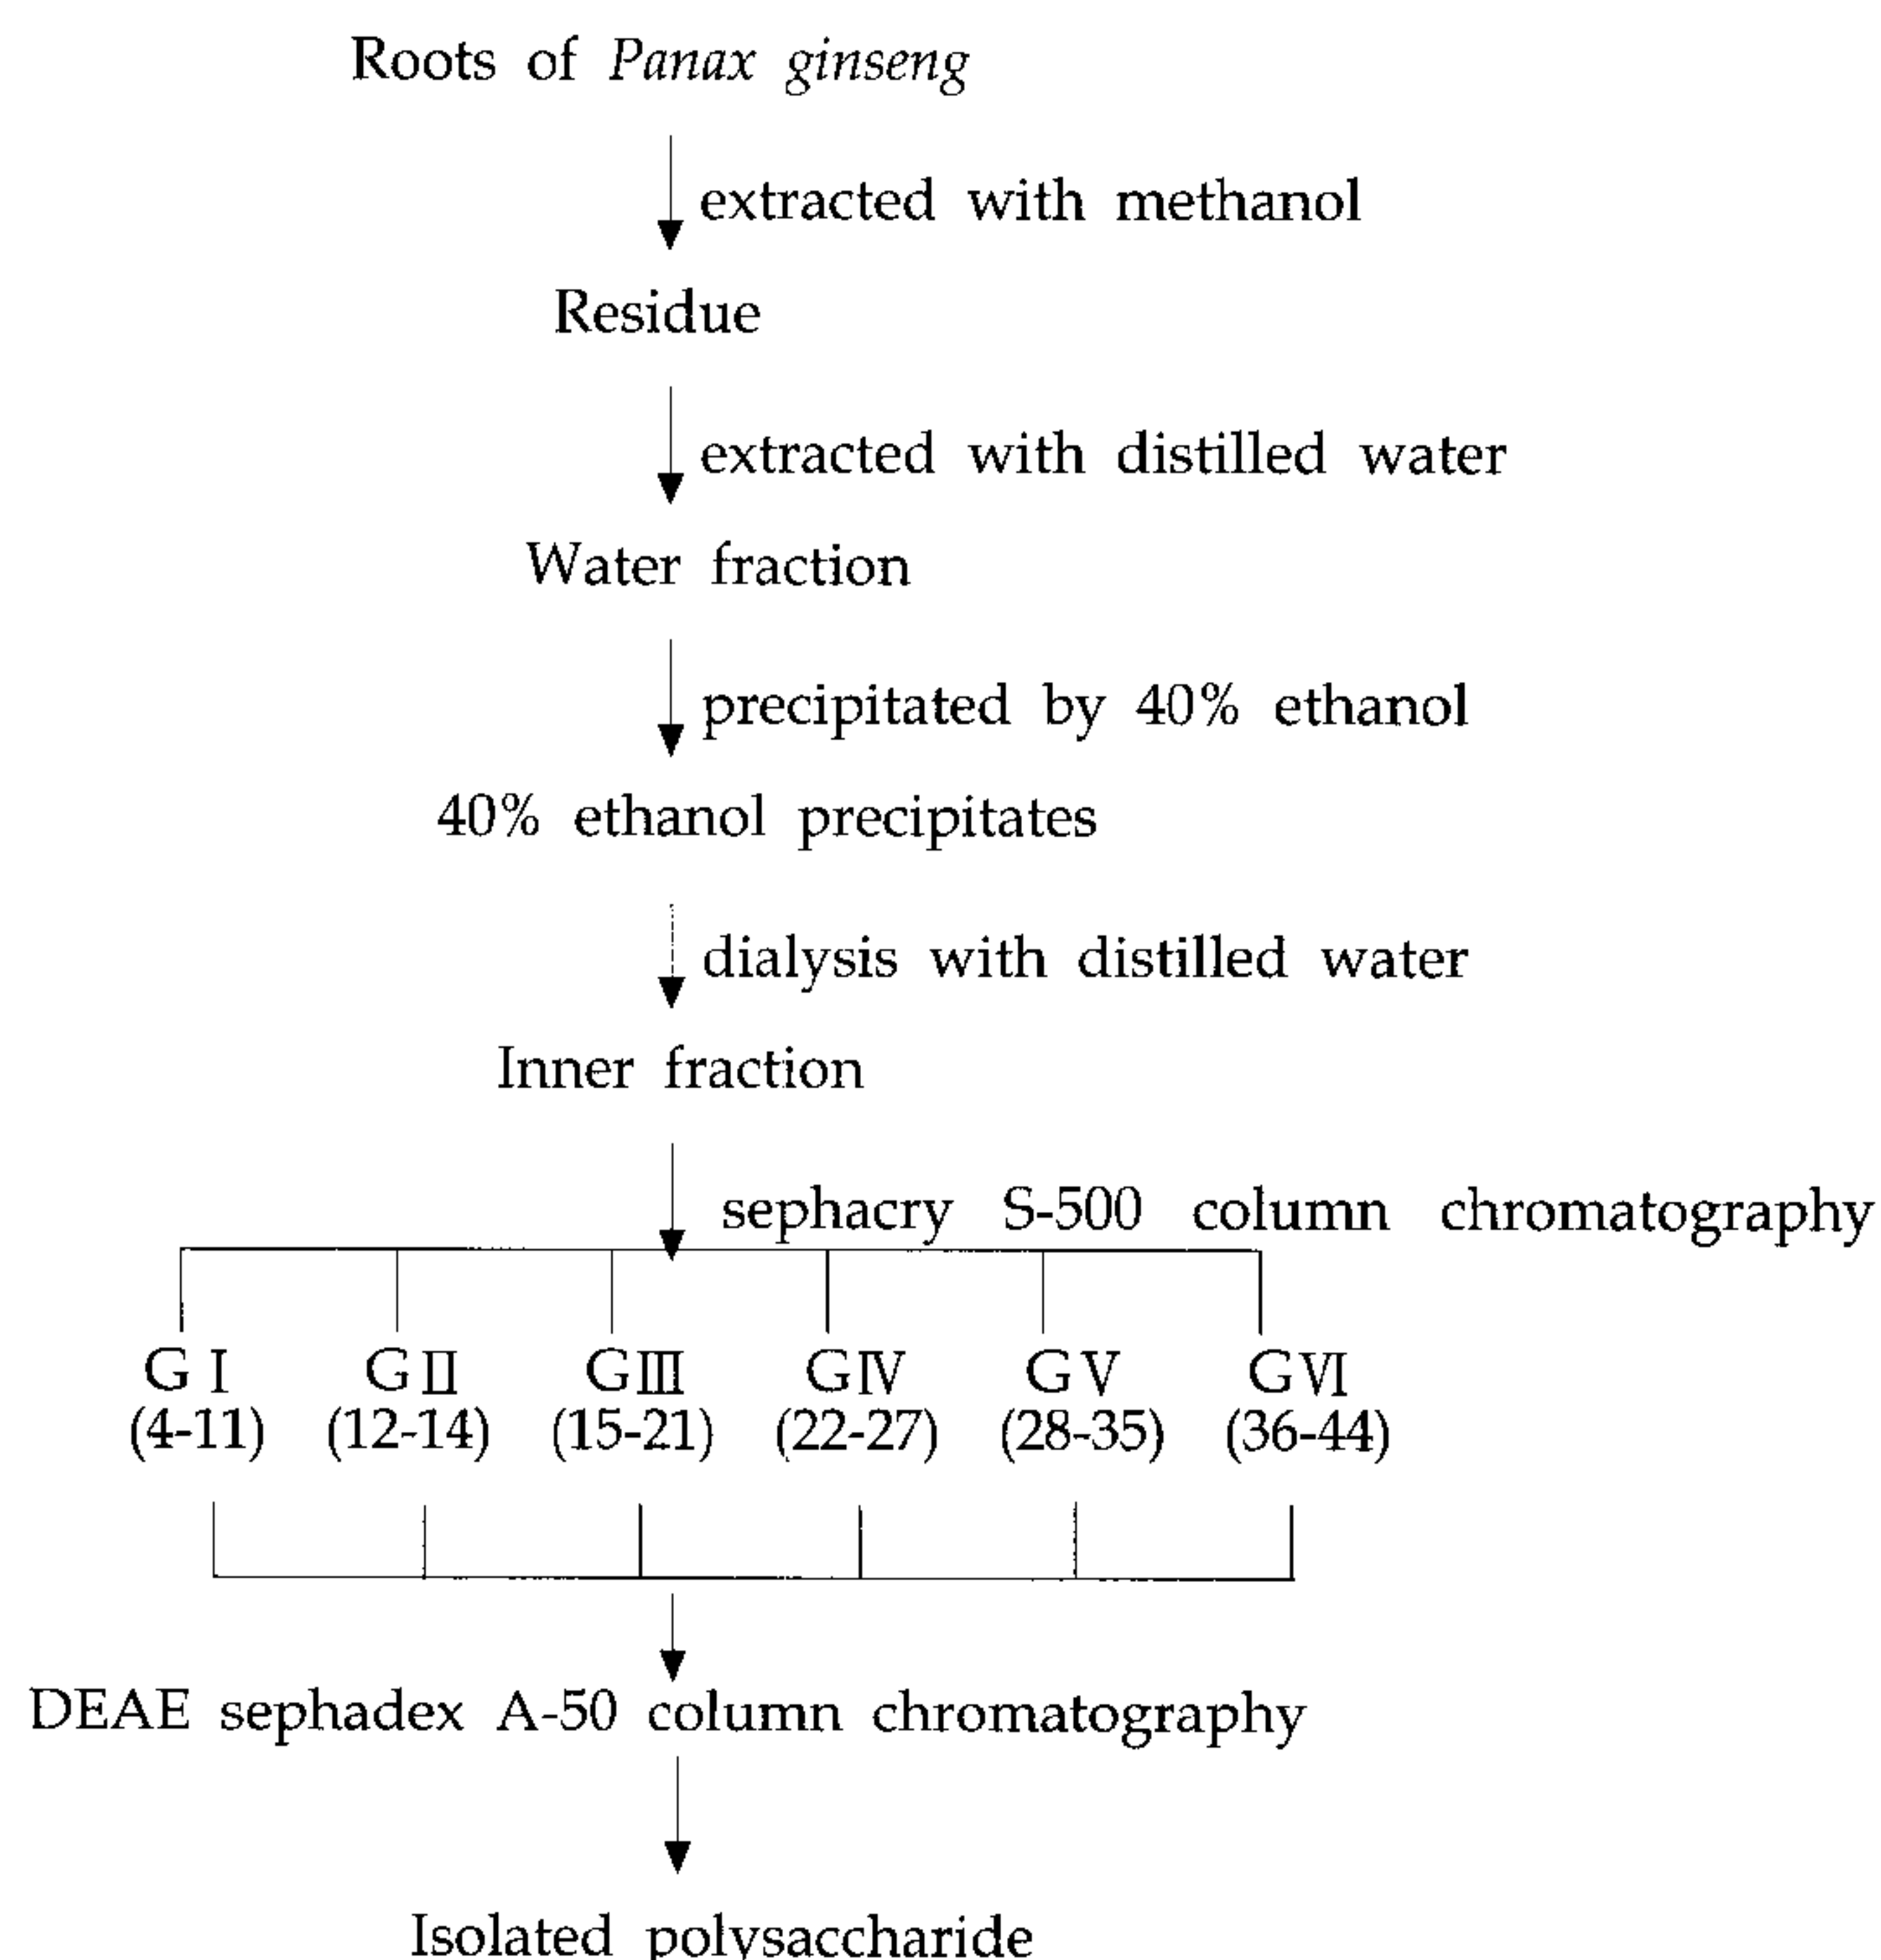 Roots of Panax ginseng
extracted with methanol
Residue
extracted with distilled water
Water fraction
precipitated by 40% ethanol
40% ethanol precipitates
dialysis with distilled water
Inner fraction
sephacry S-500 column chromatography
G I G II G III G IV G V G VI
(4-11) (12-14) (15-21) (22-27) (28-35) (36-44)
DEAE sephadex A-50 column chromatography
Isolated polysaccharide